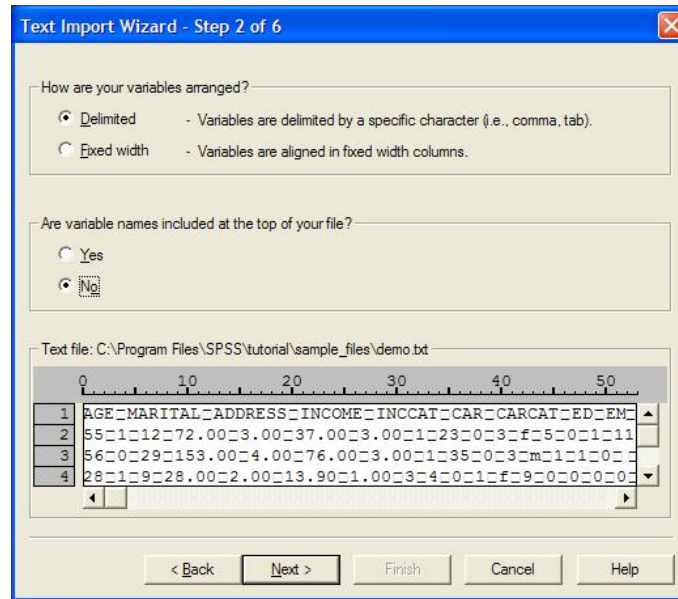 Text Import Wizard - Step 2 of 6
How are your variables arranged?
Delimited - Variables are delimited by a specific character (i.e., comma, tab).
Fixed width - Variables are aligned in fixed width columns.
Are variable names included at the top of your file?
Yes
No
Text file: C:\Program Files\SPSS\tutorial\sample_files\demo.txt
0 10 20 30 40 50
1 AGE□MARITAL□ADDRESS□INCOME□INCCAT□CAR□CARCAT□ED□EM
2 55□1□12□72.00□3.00□37.00□3.00□1□23□0□3□f□5□0□1□11
3 56□0□29□153.00□4.00□76.00□3.00□1□35□0□3□m□1□1□0□
4 28□1□9□28.00□2.00□13.90□1.00□3□4□0□1□f□9□0□0□0□0□
< Back Next > Finish Cancel Help